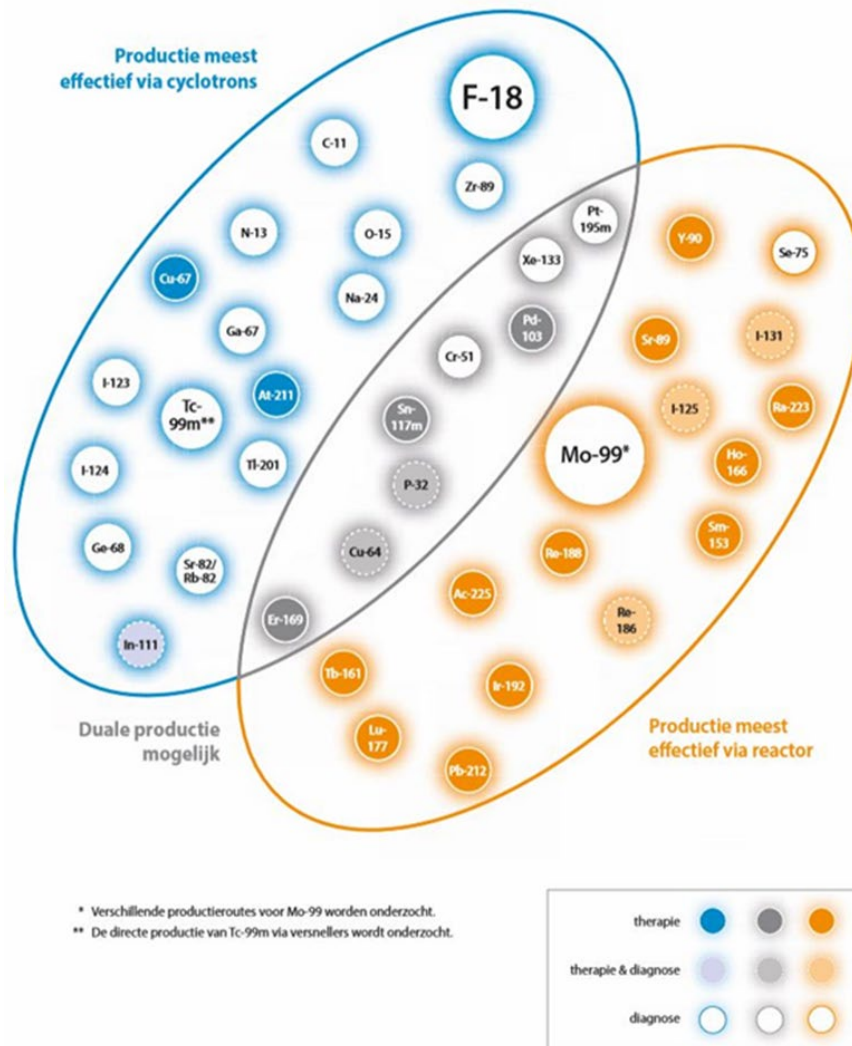 Productie meest
effectief via cyclotrons
F-18
C-11
Zr-89
Pt-
195m
N-13
O-15
Y-90
Se-75
Xe-133
Cu-67
Na-24
Ga-67
Pd-
103
Sr-89
I-131
Cr-51
I-123
At-211
Tc-
99m**
Sn-
117m
I-125
Ra-223
Mo-99*
Ho-
166
I-124
Tl-201
P-32
Sm-
153
Ge-68
Sr-82/
Rb-82
Cu-64
Re-188
Ac-225
Er-169
Re-
186
In-111
Tb-161
Ir-192
Duale productie
mogelijk
Lu-
177
Productie meest
effectief via reactor
Pb-212
* Verschillende productieroutes voor Mo-99 worden onderzocht.
** De directe productie van Tc-99m via versnellers wordt onderzocht.
therapie
therapie & diagnose
diagnose